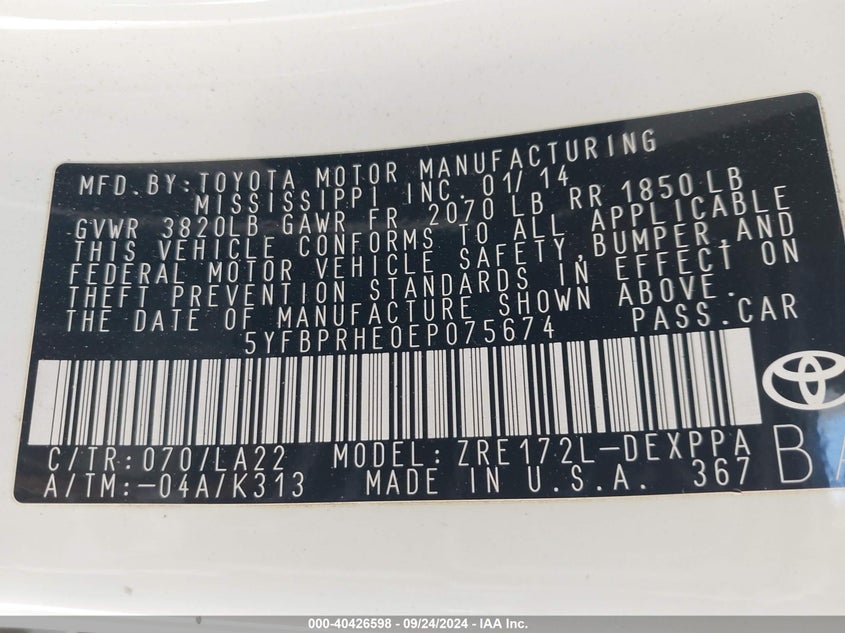 MFD. BY: TOYOTA MOTOR MANUFACTURING
MISSISSIPPI INC. 01/14
GVWR 3820LB GAWR FR 2070 LB RR 1850LB
THIS VEHICLE CONFORMS TO ALL APPLICABLE
FEDERAL MOTOR VEHICLE SAFETY, BUMPER, AND
THEFT PREVENTION STANDARDS IN EFFECT ON
THE DATE OF MANUFACTURE SHOWN ABOVE.
5YFBPRHE0EP075674 PASS. CAR
C/TR: 070/LA22 MODEL: ZRE172L-DEXPPA
A/TM: -04A/K313 MADE IN U.S.A. 367
000-40426598 - 09/24/2024 - IAA Inc.